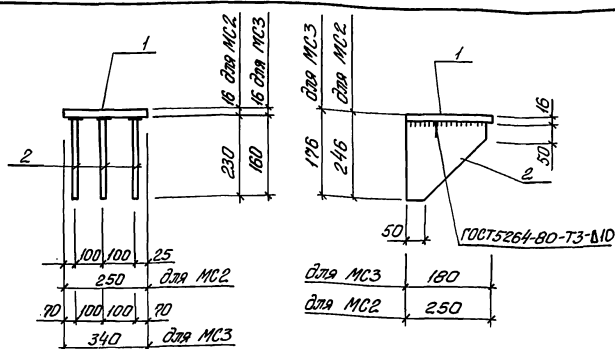 1
16 для МС2
16 для МС3
2
230
160
100 100 25
250 для МС2
70 100 100 70
340 для МС3
для МС3
для МС2
176
246
1
16
50
2
50
ГОСТ5264-80-Т3-Δ10
для МС3 180
для МС2 250